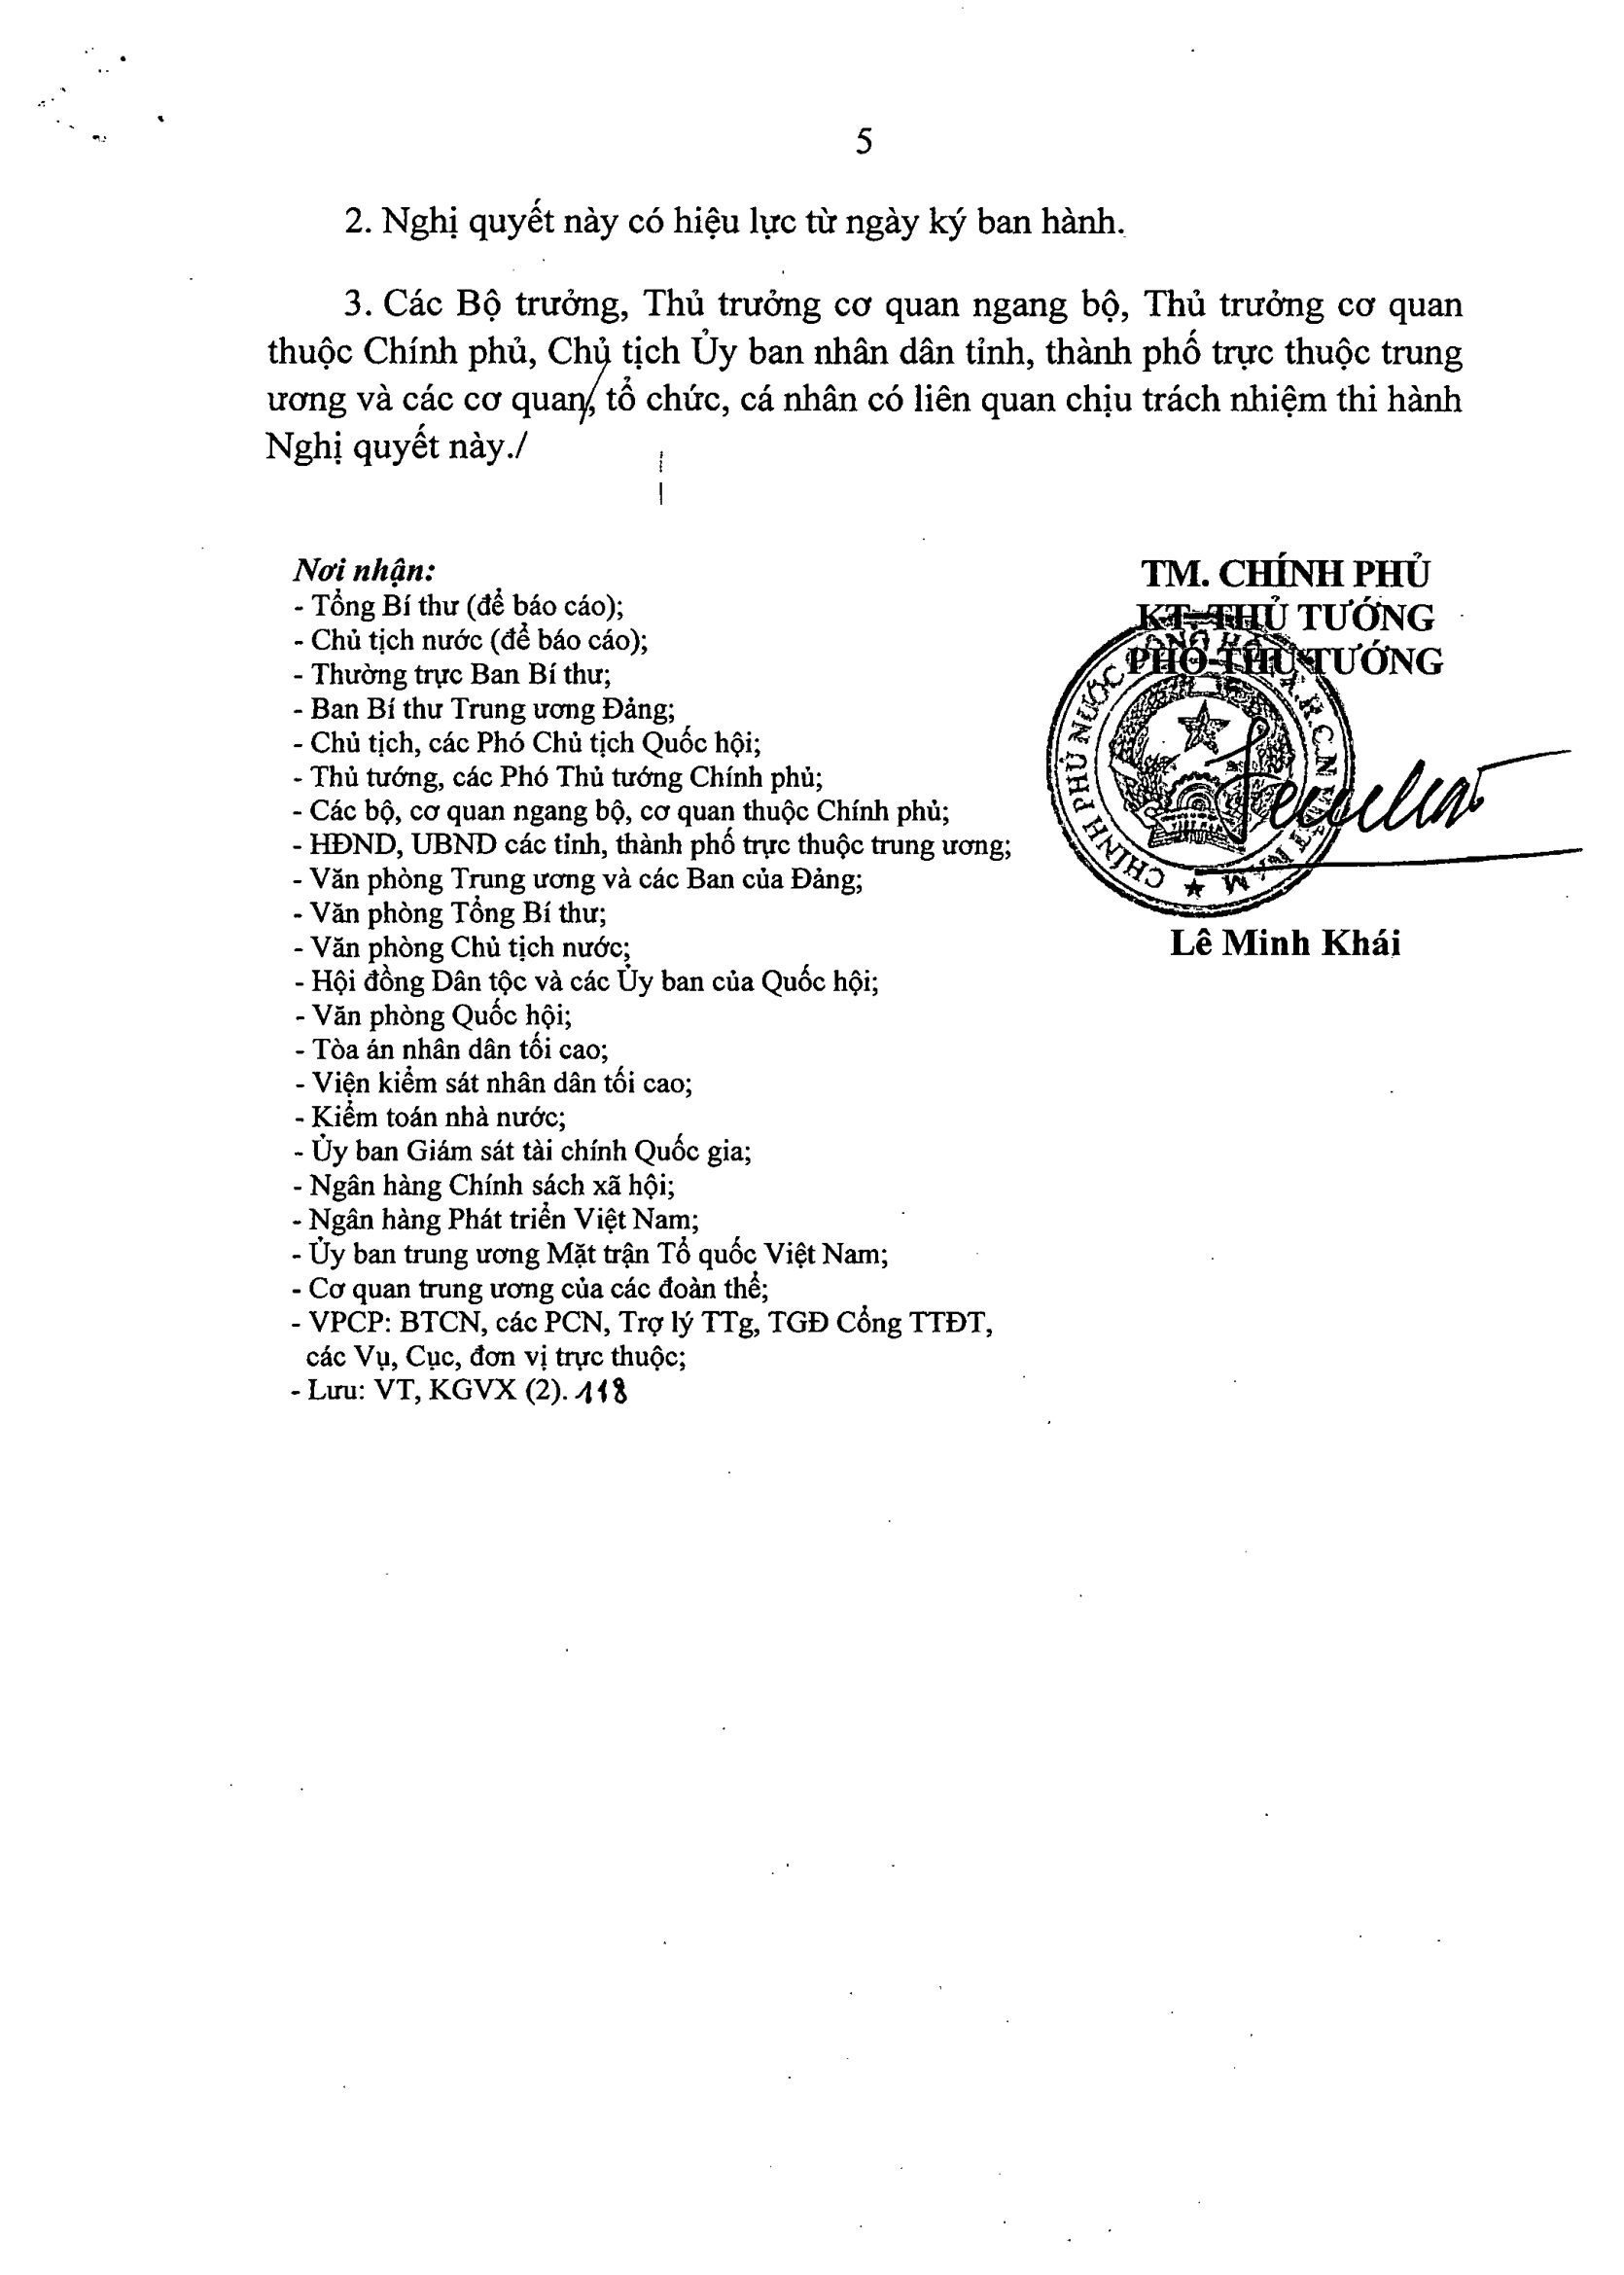 5
2. Nghị quyết này có hiệu lực từ ngày ký ban hành.
3. Các Bộ trưởng, Thủ trưởng cơ quan ngang bộ, Thủ trưởng cơ quan
thuộc Chính phủ, Chủ tịch Ủy ban nhân dân tỉnh, thành phố trực thuộc trung
ương và các cơ quan, tổ chức, cá nhân có liên quan chịu trách nhiệm thi hành
Nghị quyết này./
Nơi nhận:
- Tổng Bí thư (để báo cáo);
- Chủ tịch nước (để báo cáo);
- Thường trực Ban Bí thư;
- Ban Bí thư Trung ương Đảng;
- Chủ tịch, các Phó Chủ tịch Quốc hội;
- Thủ tướng, các Phó Thủ tướng Chính phủ;
- Các bộ, cơ quan ngang bộ, cơ quan thuộc Chính phủ;
- HĐND, UBND các tỉnh, thành phố trực thuộc trung ương;
- Văn phòng Trung ương và các Ban của Đảng;
- Văn phòng Tổng Bí thư;
- Văn phòng Chủ tịch nước;
- Hội đồng Dân tộc và các Ủy ban của Quốc hội;
- Văn phòng Quốc hội;
- Tòa án nhân dân tối cao;
- Viện kiểm sát nhân dân tối cao;
- Kiểm toán nhà nước;
- Ủy ban Giám sát tài chính Quốc gia;
- Ngân hàng Chính sách xã hội;
- Ngân hàng Phát triển Việt Nam;
- Ủy ban trung ương Mặt trận Tổ quốc Việt Nam;
- Cơ quan trung ương của các đoàn thể;
- VPCP: BTCN, các PCN, Trợ lý TTg, TGĐ Cổng TTĐT,
các Vụ, Cục, đơn vị trực thuộc;
- Lưu: VT, KGVX (2). 118
TM. CHÍNH PHỦ
KT. THỦ TƯỚNG
PHÓ THỦ TƯỚNG
CHÍNH PHỦ NƯỚC CỘNG HÒA X.H.C.N VIỆT NAM
Lê Minh Khái